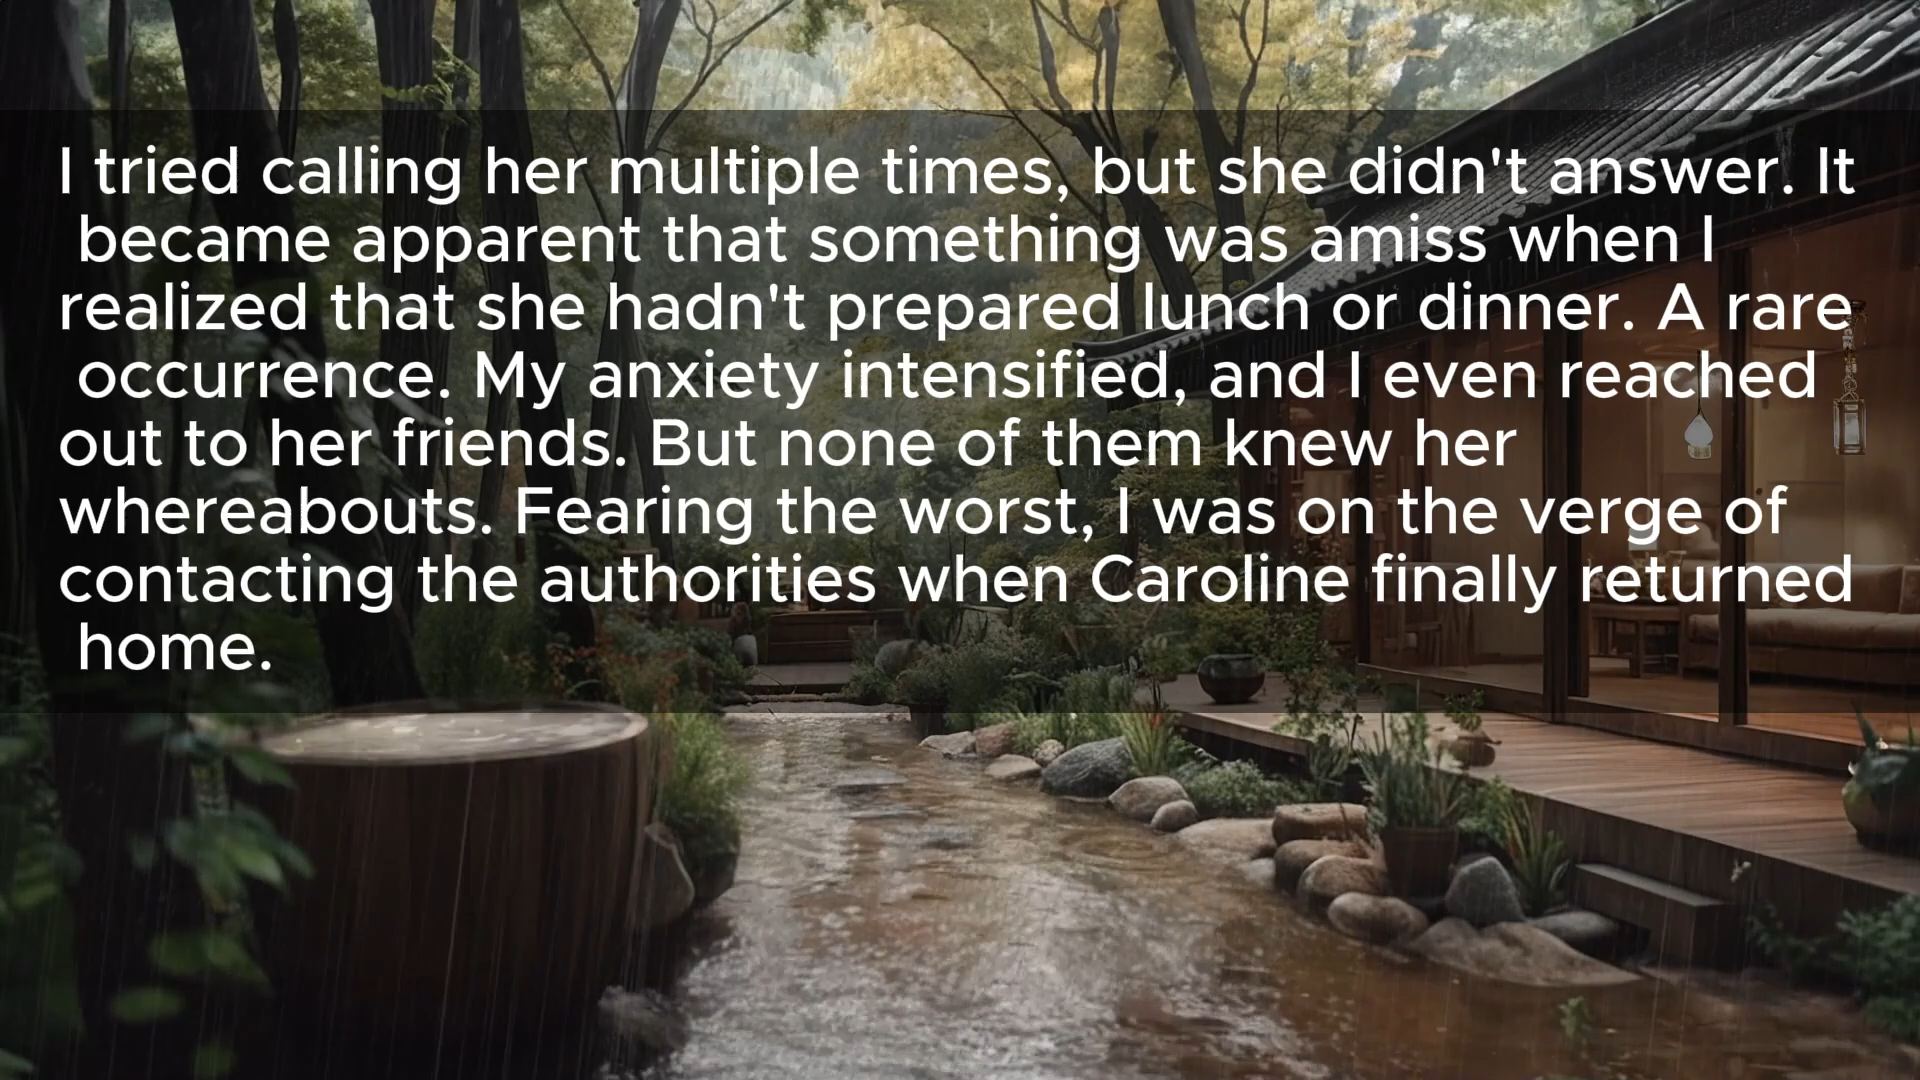 I tried calling her multiple times, but she didn't answer. It
became apparent that something was amiss when I
realized that she hadn't prepared lunch or dinner. A rare
occurrence. My anxiety intensified, and I even reached
out to her friends. But none of them knew her
whereabouts. Fearing the worst, I was on the verge of
contacting the authorities when Caroline finally returned
home.